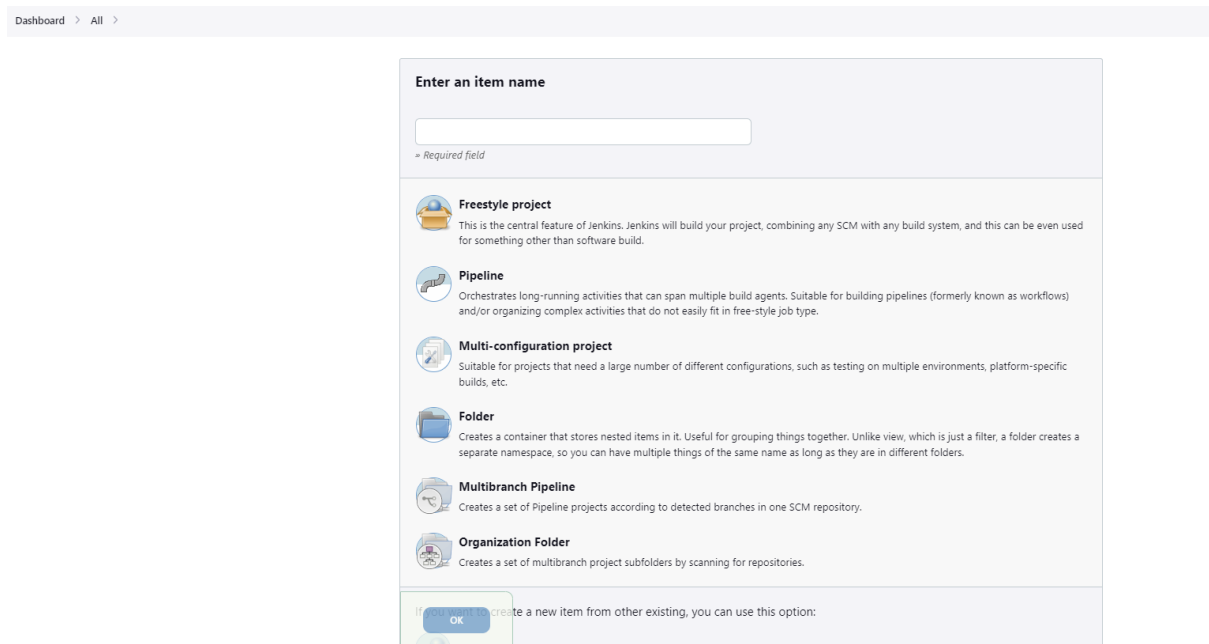 Dashboard > All >
Enter an item name
» Required field
Freestyle project
This is the central feature of Jenkins. Jenkins will build your project, combining any SCM with any build system, and this can be even used
for something other than software build.
Pipeline
Orchestrates long-running activities that can span multiple build agents. Suitable for building pipelines (formerly known as workflows)
and/or organizing complex activities that do not easily fit in free-style job type.
Multi-configuration project
Suitable for projects that need a large number of different configurations, such as testing on multiple environments, platform-specific
builds, etc.
Folder
Creates a container that stores nested items in it. Useful for grouping things together. Unlike view, which is just a filter, a folder creates a
separate namespace, so you can have multiple things of the same name as long as they are in different folders.
Multibranch Pipeline
Creates a set of Pipeline projects according to detected branches in one SCM repository.
Organization Folder
Creates a set of multibranch project subfolders by scanning for repositories.
If you want to create a new item from other existing, you can use this option:
OK